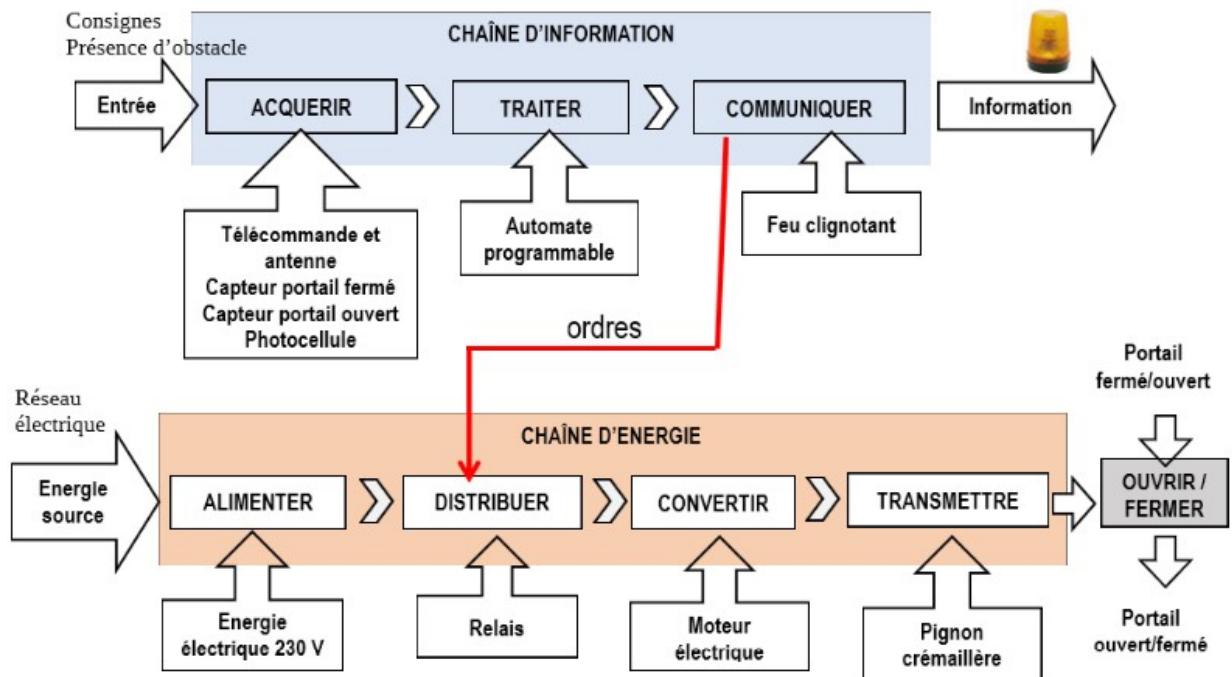 Consignes
Présence d'obstacle
CHAÎNE D'INFORMATION
Entrée
ACQUERIR
TRAITER
COMMUNIQUER
Information
Télécommande et
antenne
Capteur portail fermé
Capteur portail ouvert
Photocellule
Automate
programmable
Feu clignotant
ordres
Portail
fermé/ouvert
Réseau
électrique
CHAÎNE D'ENERGIE
Energie
source
ALIMENTER
DISTRIBUER
CONVERTIR
TRANSMETTRE
OUVRIR /
FERMER
Energie
électrique 230 V
Relais
Moteur
électrique
Pignon
crémaillère
Portail
ouvert/fermé